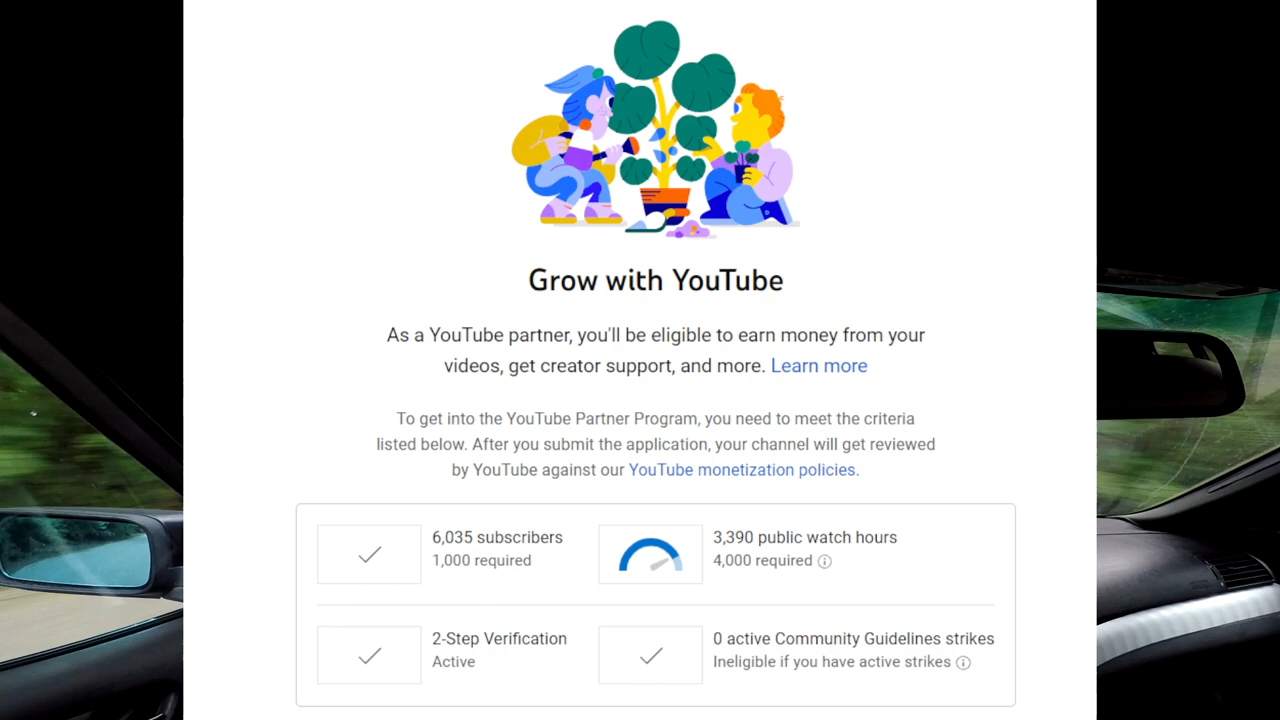 Grow with YouTube
As a YouTube partner, you'll be eligible to earn money from your
videos, get creator support, and more. Learn more
To get into the YouTube Partner Program, you need to meet the criteria
listed below. After you submit the application, your channel will get reviewed
by YouTube against our YouTube monetization policies.
6,035 subscribers
1,000 required
3,390 public watch hours
4,000 required
2-Step Verification
Active
0 active Community Guidelines strikes
Ineligible if you have active strikes